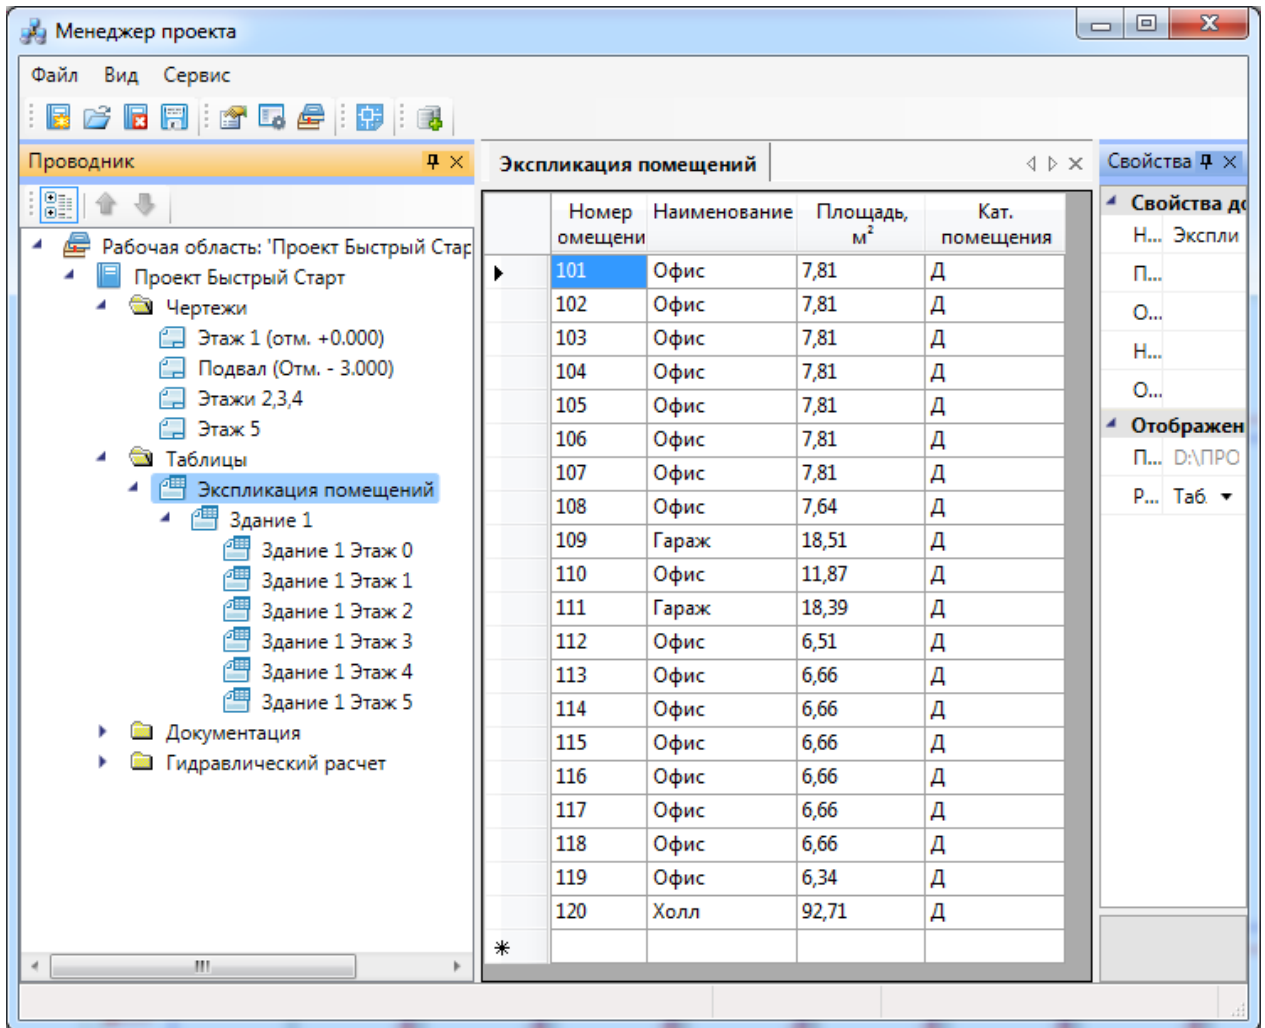 Менеджер проекта
Файл Вид Сервис
Проводник
Рабочая область: 'Проект Быстрый Стар
Проект Быстрый Старт
Чертежи
Этаж 1 (отм. +0.000)
Подвал (Отм. - 3.000)
Этажи 2,3,4
Этаж 5
Таблицы
Экспликация помещений
Здание 1
Здание 1 Этаж 0
Здание 1 Этаж 1
Здание 1 Этаж 2
Здание 1 Этаж 3
Здание 1 Этаж 4
Здание 1 Этаж 5
Документация
Гидравлический расчет
Экспликация помещений
Номер Наименование Площадь, Кат.
омещени м² помещения
101 Офис 7,81 Д
102 Офис 7,81 Д
103 Офис 7,81 Д
104 Офис 7,81 Д
105 Офис 7,81 Д
106 Офис 7,81 Д
107 Офис 7,81 Д
108 Офис 7,64 Д
109 Гараж 18,51 Д
110 Офис 11,87 Д
111 Гараж 18,39 Д
112 Офис 6,51 Д
113 Офис 6,66 Д
114 Офис 6,66 Д
115 Офис 6,66 Д
116 Офис 6,66 Д
117 Офис 6,66 Д
118 Офис 6,66 Д
119 Офис 6,34 Д
120 Холл 92,71 Д
Свойства
Свойства до
Н... Экспли
П...
О...
Н...
О...
Отображен
П... D:\ПРО
Р... Таб.